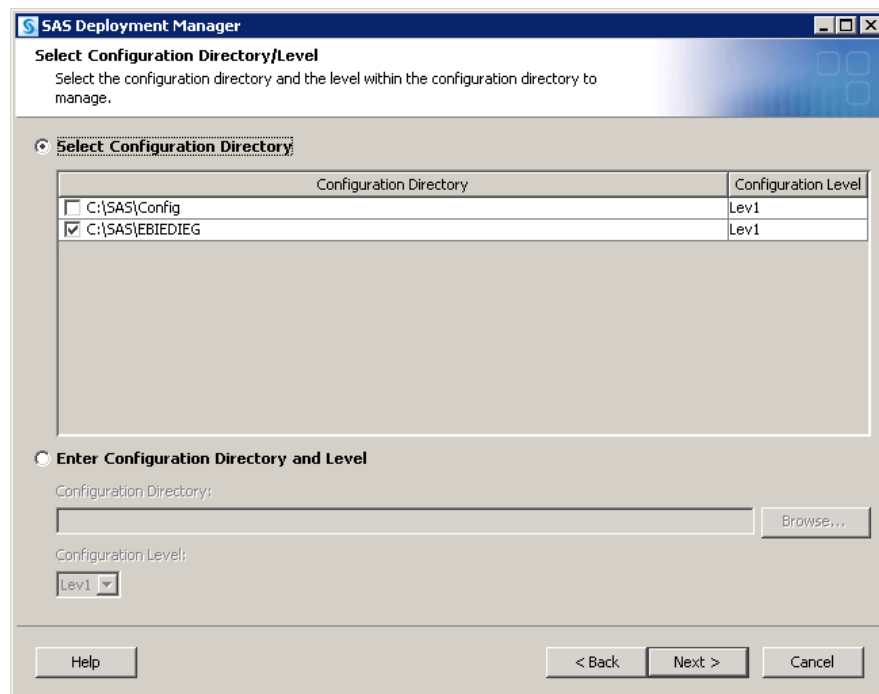 SAS Deployment Manager
Select Configuration Directory/Level
Select the configuration directory and the level within the configuration directory to
manage.
Select Configuration Directory
Configuration Directory Configuration Level
C:\SAS\Config Lev1
C:\SAS\EBIEDIEG Lev1
Enter Configuration Directory and Level
Configuration Directory:
Browse...
Configuration Level:
Lev1
Help < Back Next > Cancel